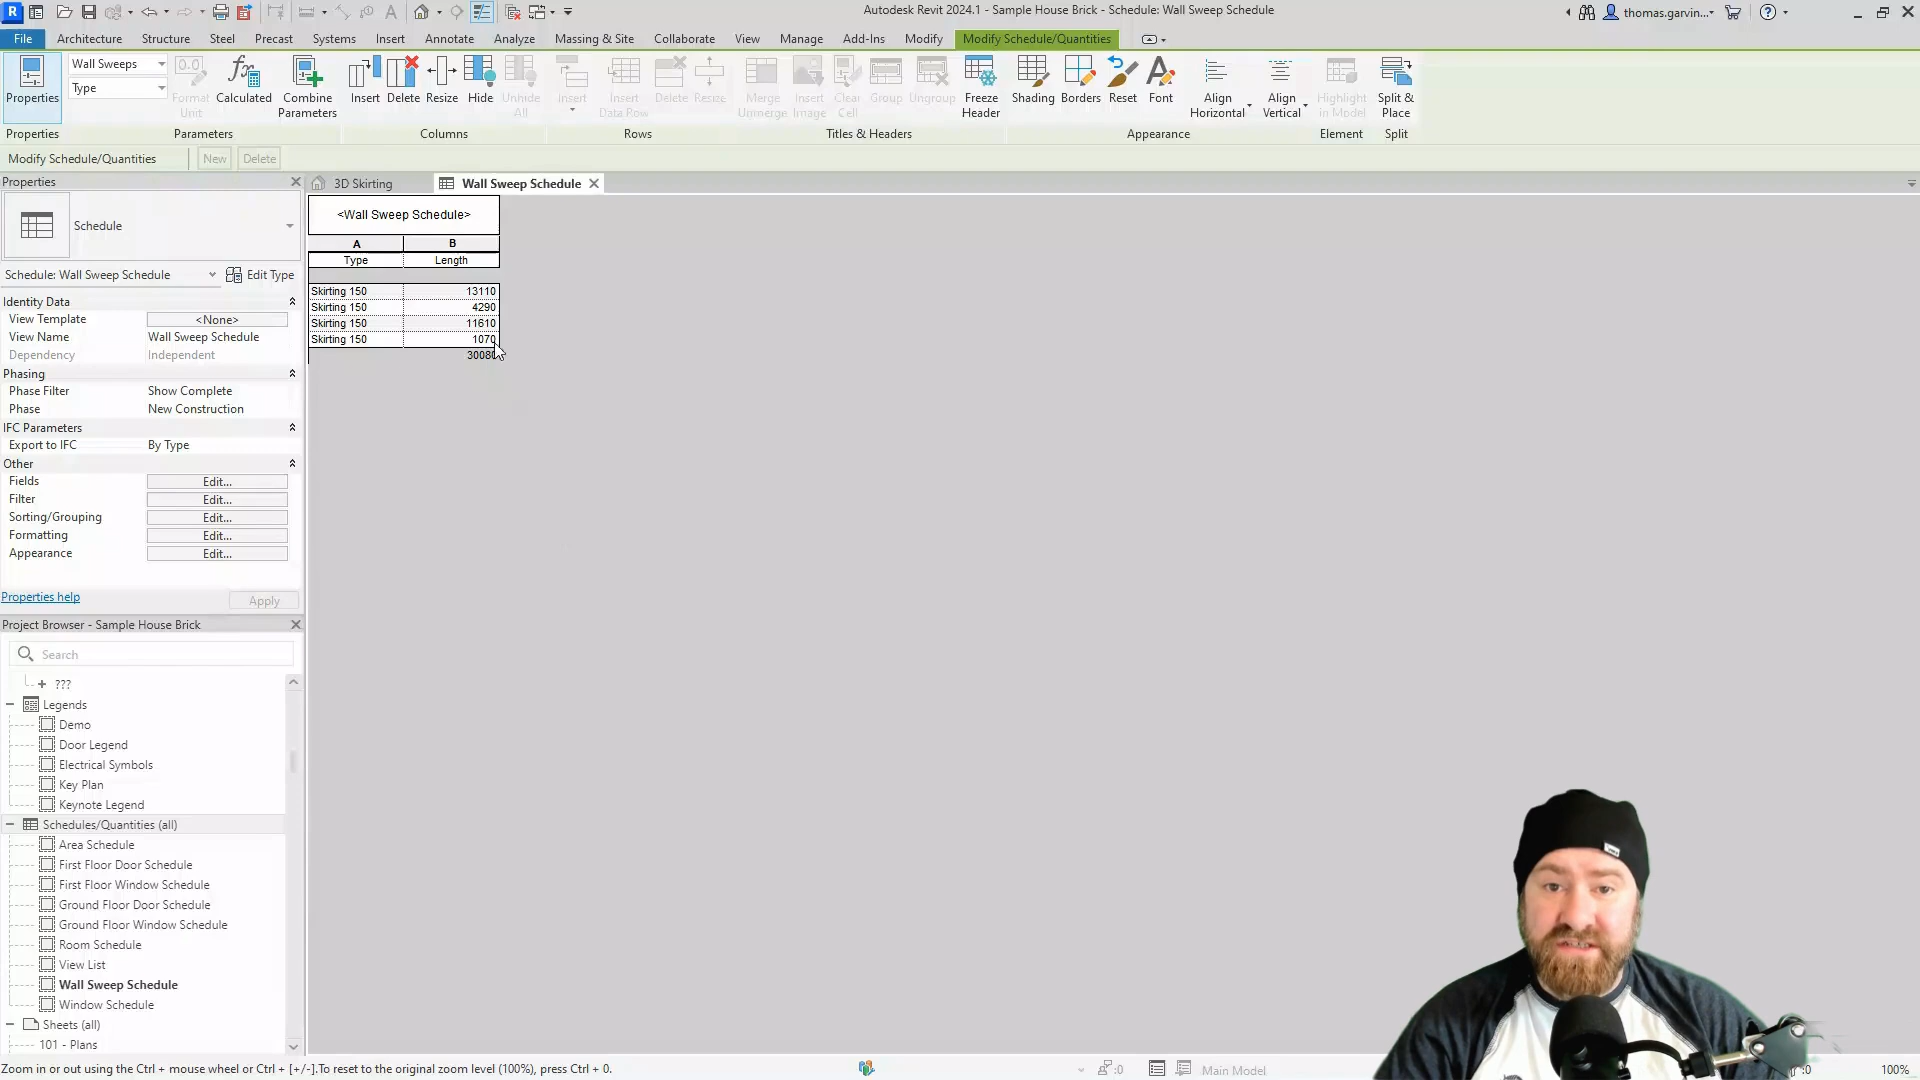 Autodesk Revit 2024.1 - Sample House Brick - Schedule: Wall Sweep Schedule
thomas.garvin...
File Architecture Structure Steel Precast Systems Insert Annotate Analyze Massing & Site Collaborate View Manage Add-Ins Modify Modify Schedule/Quantities
Wall Sweeps
Type
Properties
Format Unit
Calculated
Combine Parameters
Insert
Delete
Resize
Hide
Unhide All
Insert
Insert Data Row
Delete
Resize
Merge Unmerge
Insert Image
Clear Cell
Group
Ungroup
Freeze Header
Shading
Borders
Reset
Font
Align Horizontal
Align Vertical
Highlight in Model
Split & Place
Properties Parameters Columns Rows Titles & Headers Appearance Element Split
Modify Schedule/Quantities New Delete
Properties
3D Skirting
Wall Sweep Schedule
Schedule
Schedule: Wall Sweep Schedule Edit Type
Identity Data
View Template <None>
View Name Wall Sweep Schedule
Dependency Independent
Phasing
Phase Filter Show Complete
Phase New Construction
IFC Parameters
Export to IFC By Type
Other
Fields Edit...
Filter Edit...
Sorting/Grouping Edit...
Formatting Edit...
Appearance Edit...
Properties help Apply
<Wall Sweep Schedule>
A B
Type Length
Skirting 150 13110
Skirting 150 4290
Skirting 150 11610
Skirting 150 1070
30080
Project Browser - Sample House Brick
Search
???
Legends
Demo
Door Legend
Electrical Symbols
Key Plan
Keynote Legend
Schedules/Quantities (all)
Area Schedule
First Floor Door Schedule
First Floor Window Schedule
Ground Floor Door Schedule
Ground Floor Window Schedule
Room Schedule
View List
Wall Sweep Schedule
Window Schedule
Sheets (all)
101 - Plans
Zoom in or out using the Ctrl + mouse wheel or Ctrl + [+/-].To reset to the original zoom level (100%), press Ctrl + 0.
:0
Main Model
:0
100%